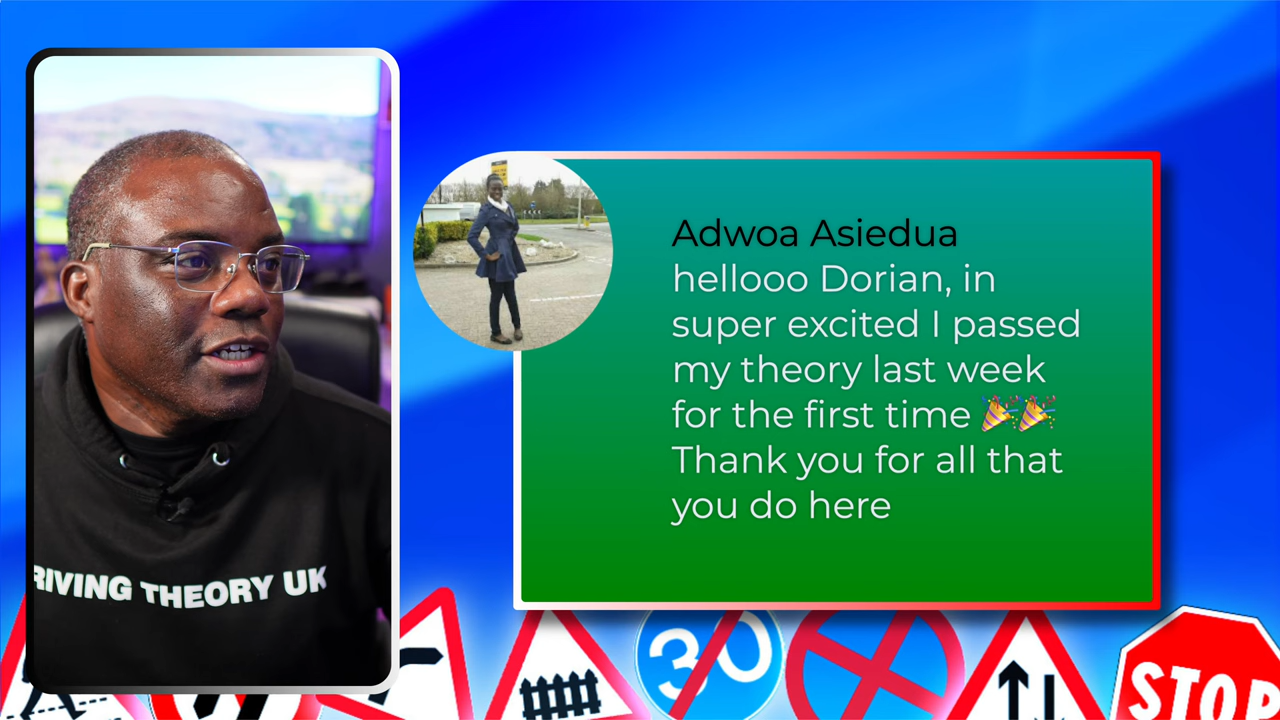 RIVING THEORY UK
Adwoa Asiedua
hellooo Dorian, in
super excited I passed
my theory last week
for the first time 🎉🎉
Thank you for all that
you do here
30
STOP